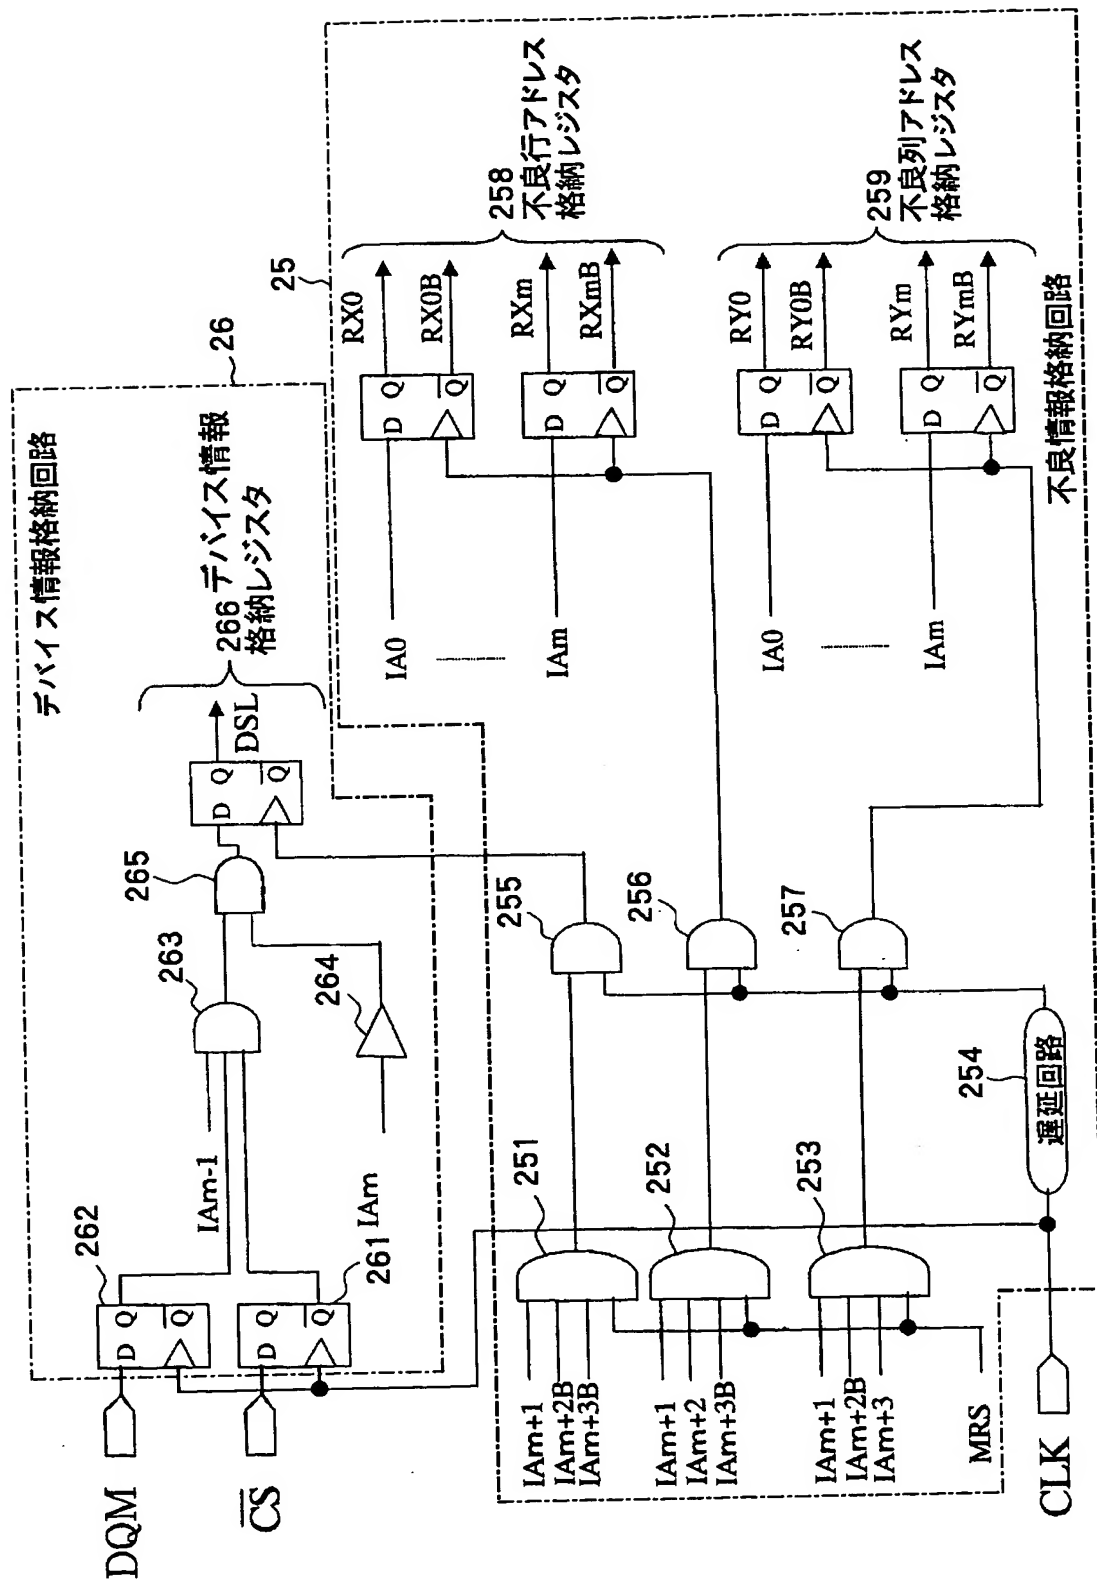 デバイス情報格納回路
26
266 デバイス情報
格納レジスタ
DSL
D Q
Q
265
263
264
IAm-1
IAm
262
D Q
Q
261
D Q
Q
DQM
CS
25
RX0
RX0B
RXm
RXmB
258
不良行アドレス
格納レジスタ
D Q
Q
D Q
Q
IA0
IAm
RY0
RY0B
RYm
RYmB
259
不良列アドレス
格納レジスタ
D Q
Q
D Q
Q
IA0
IAm
不良情報格納回路
255
256
257
254
遅延回路
251
252
253
IAm+1
IAm+2B
IAm+3B
IAm+1
IAm+2
IAm+3B
IAm+1
IAm+2B
IAm+3
MRS
CLK